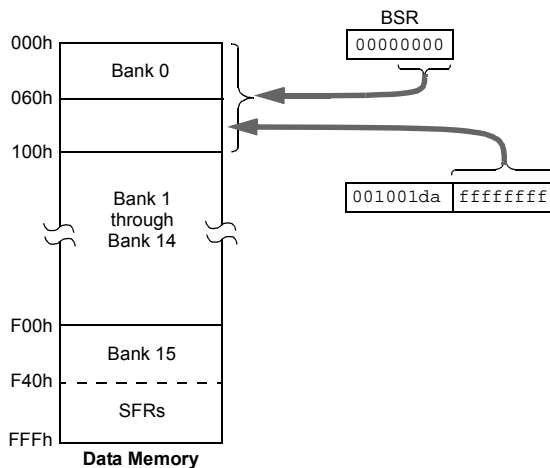 BSR
00000000
000h
Bank 0
060h
100h
001001da ffffffff
Bank 1
through
Bank 14
F00h
Bank 15
F40h
SFRs
FFFh
Data Memory